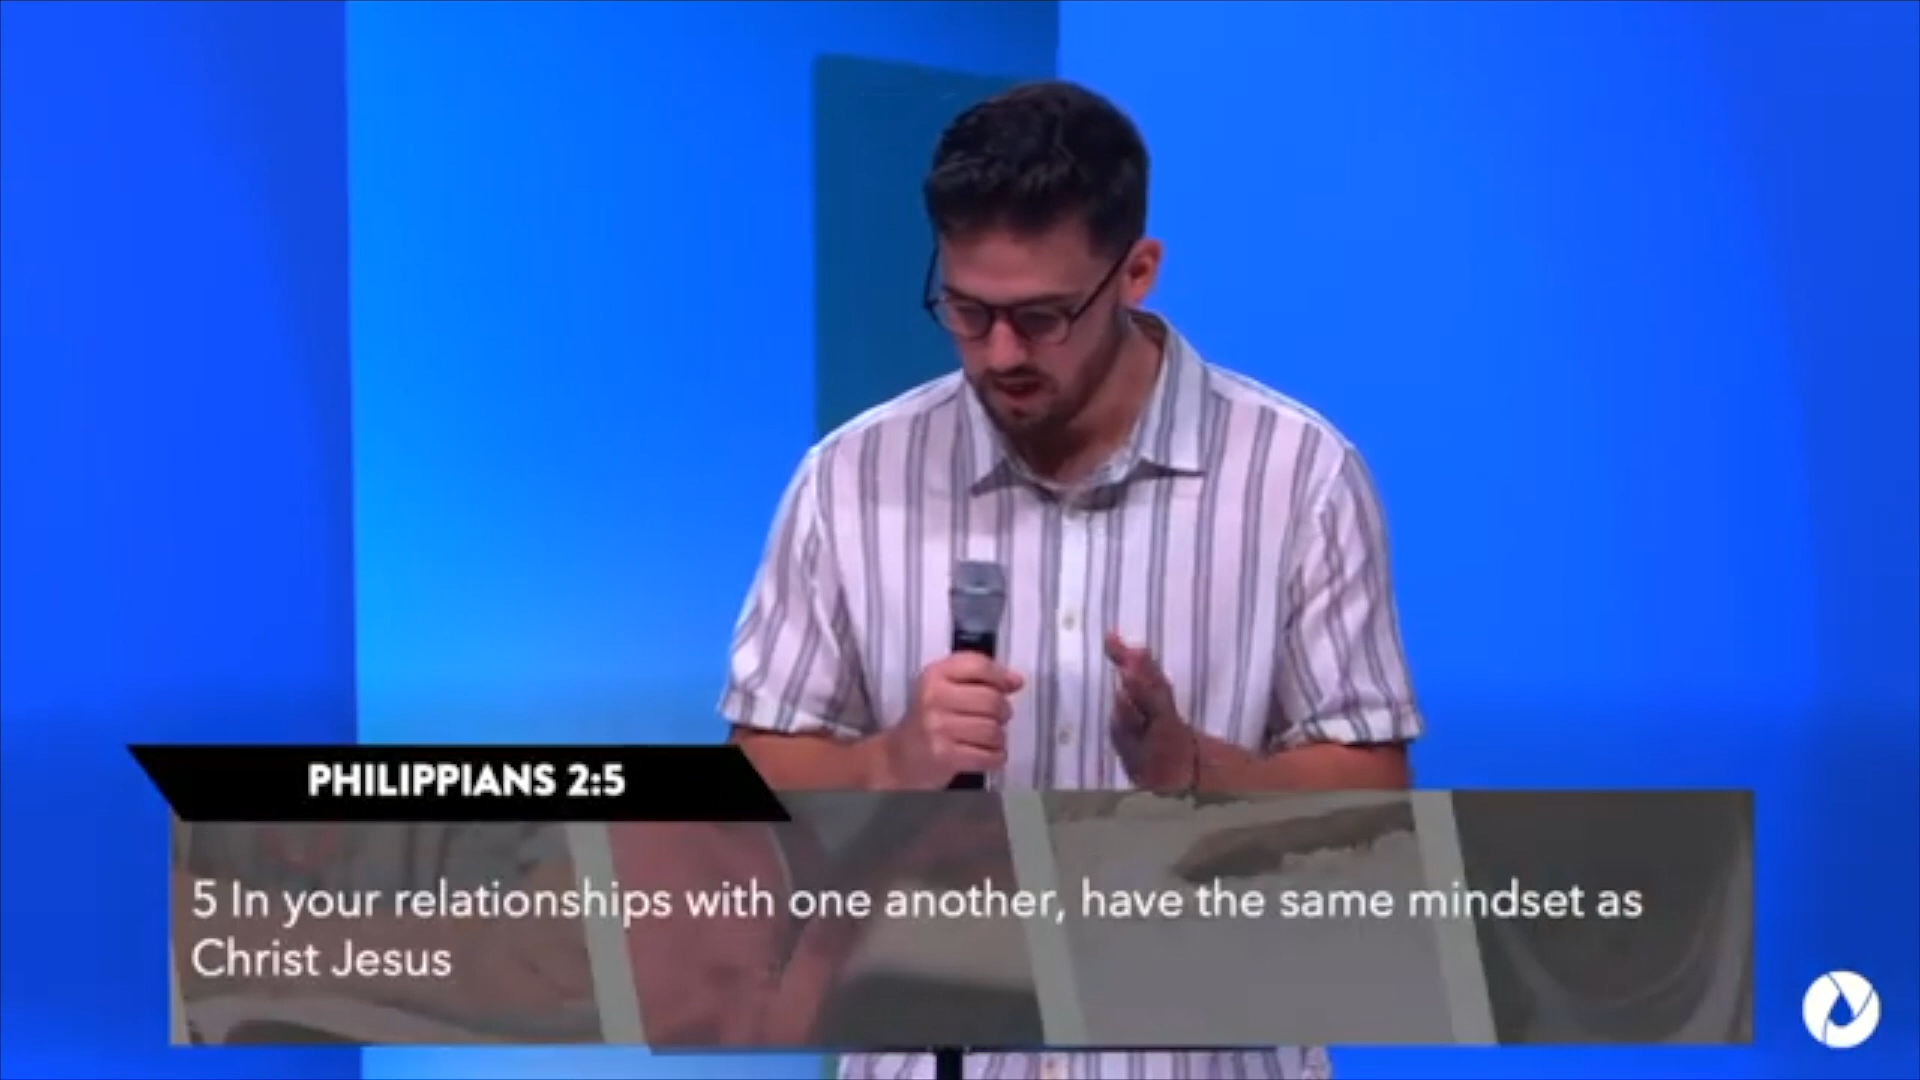 PHILIPPIANS 2:5
5 In your relationships with one another, have the same mindset as
Christ Jesus